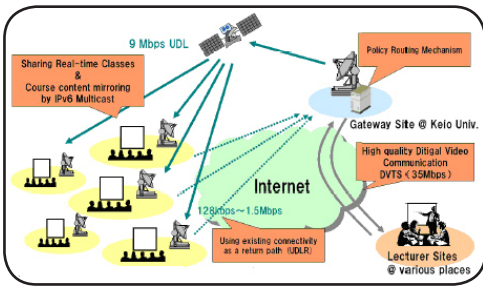 9 Mbps UDL
Sharing Real-time Classes
&
Course content mirroring
by IPv6 Multicast
Policy Routing Mechanism
Gateway Site @ Keio Univ.
High quality Ditigal Video
Communication
DVTS (35Mbps)
Internet
128kbps～1.5Mbps
Using existing connectivity
as a return path (UDLR)
Lecturer Sites
@ various places